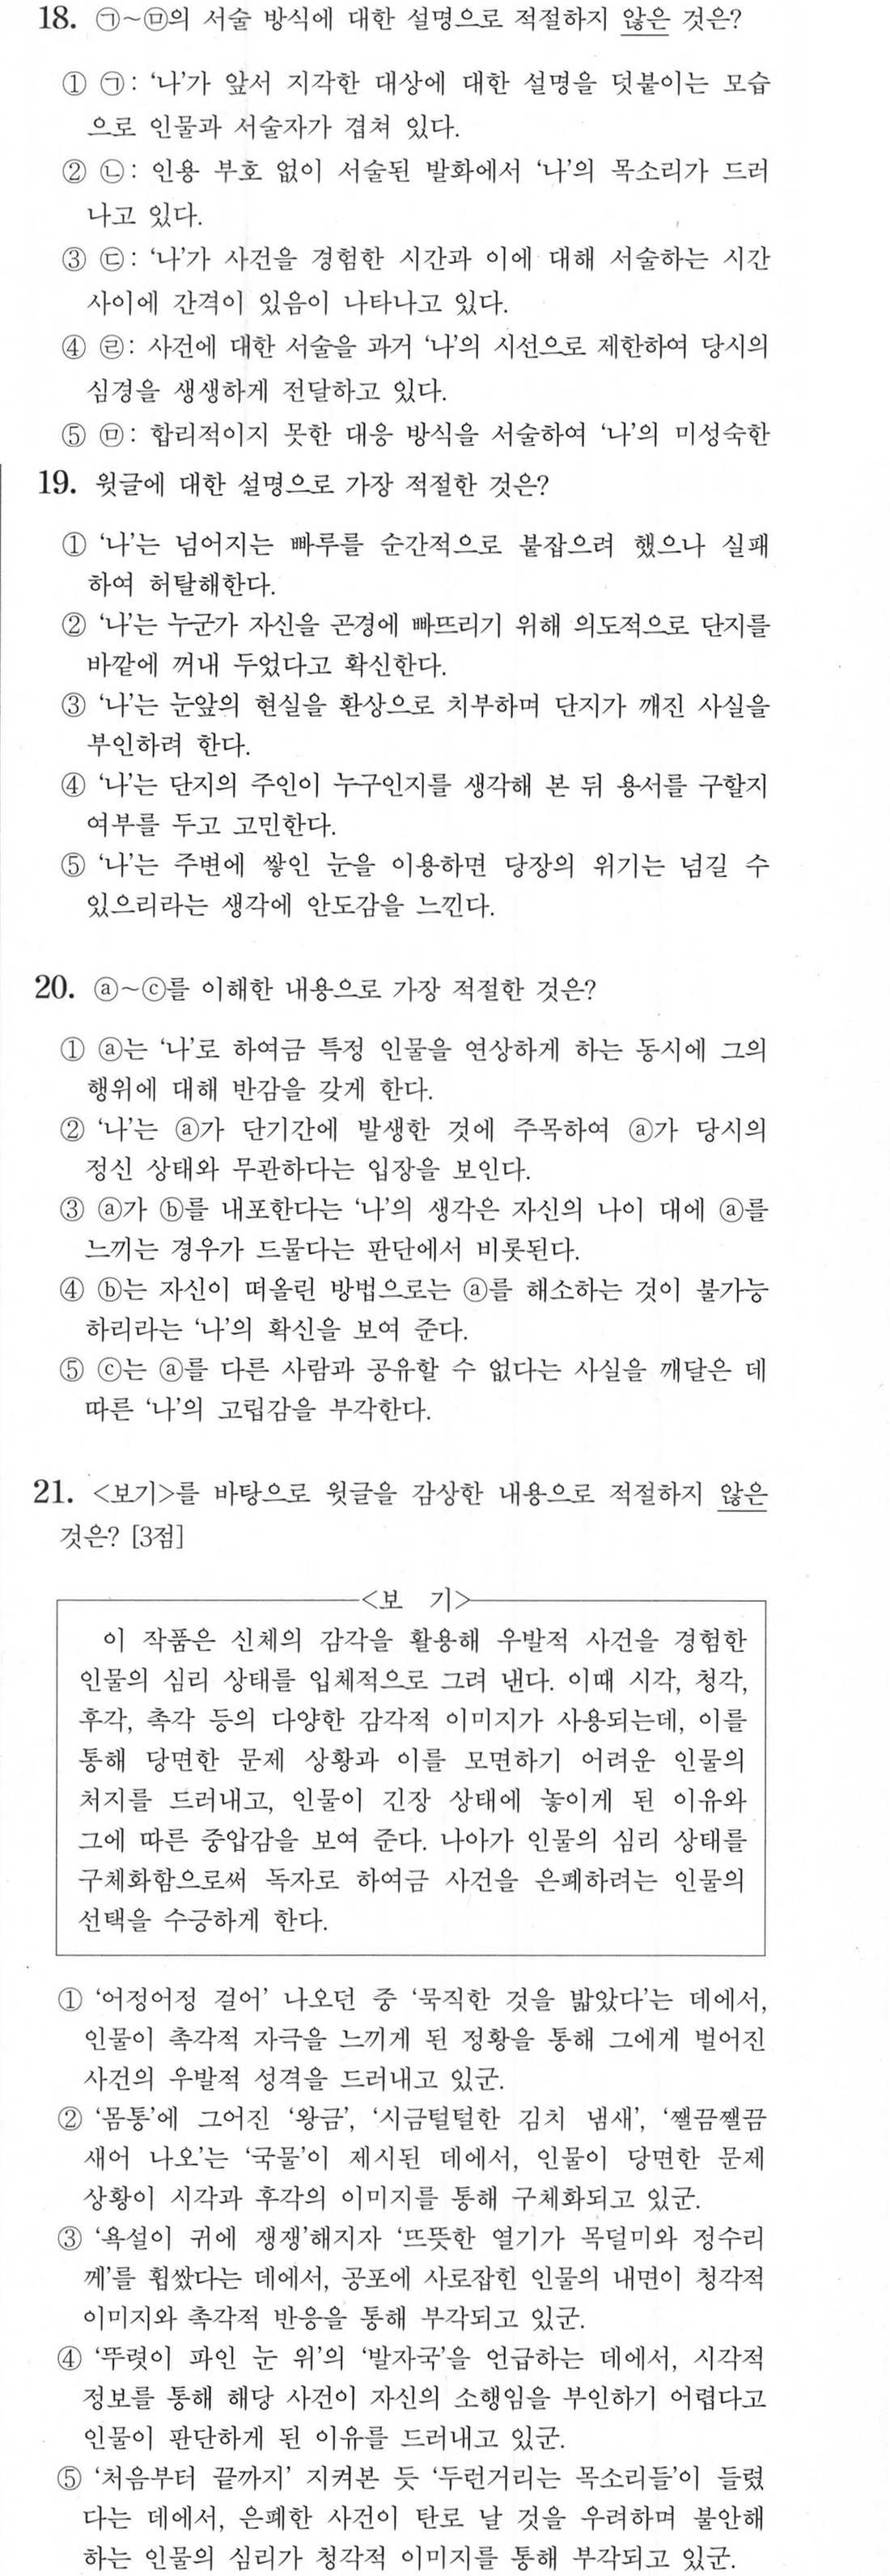 18. ㉠~㉤의 서술 방식에 대한 설명으로 적절하지 않은 것은?
① ㉠: ‘나’가 앞서 지각한 대상에 대한 설명을 덧붙이는 모습
으로 인물과 서술자가 겹쳐 있다.
② ㉡: 인용 부호 없이 서술된 발화에서 ‘나’의 목소리가 드러
나고 있다.
③ ㉢: ‘나’가 사건을 경험한 시간과 이에 대해 서술하는 시간
사이에 간격이 있음이 나타나고 있다.
④ ㉣: 사건에 대한 서술을 과거 ‘나’의 시선으로 제한하여 당시의
심경을 생생하게 전달하고 있다.
⑤ ㉤: 합리적이지 못한 대응 방식을 서술하여 ‘나’의 미성숙한
19. 윗글에 대한 설명으로 가장 적절한 것은?
① ‘나’는 넘어지는 빠루를 순간적으로 붙잡으려 했으나 실패
하여 허탈해한다.
② ‘나’는 누군가 자신을 곤경에 빠뜨리기 위해 의도적으로 단지를
바깥에 꺼내 두었다고 확신한다.
③ ‘나’는 눈앞의 현실을 환상으로 치부하며 단지가 깨진 사실을
부인하려 한다.
④ ‘나’는 단지의 주인이 누구인지를 생각해 본 뒤 용서를 구할지
여부를 두고 고민한다.
⑤ ‘나’는 주변에 쌓인 눈을 이용하면 당장의 위기는 넘길 수
있으리라는 생각에 안도감을 느낀다.
20. ⓐ~ⓒ를 이해한 내용으로 가장 적절한 것은?
① ⓐ는 ‘나’로 하여금 특정 인물을 연상하게 하는 동시에 그의
행위에 대해 반감을 갖게 한다.
② ‘나’는 ⓐ가 단기간에 발생한 것에 주목하여 ⓐ가 당시의
정신 상태와 무관하다는 입장을 보인다.
③ ⓐ가 ⓑ를 내포한다는 ‘나’의 생각은 자신의 나이 대에 ⓐ를
느끼는 경우가 드물다는 판단에서 비롯된다.
④ ⓑ는 자신이 떠올린 방법으로는 ⓐ를 해소하는 것이 불가능
하리라는 ‘나’의 확신을 보여 준다.
⑤ ⓒ는 ⓐ를 다른 사람과 공유할 수 없다는 사실을 깨달은 데
따른 ‘나’의 고립감을 부각한다.
21. <보기>를 바탕으로 윗글을 감상한 내용으로 적절하지 않은
것은? [3점]
<보 기>
이 작품은 신체의 감각을 활용해 우발적 사건을 경험한
인물의 심리 상태를 입체적으로 그려 낸다. 이때 시각, 청각,
후각, 촉각 등의 다양한 감각적 이미지가 사용되는데, 이를
통해 당면한 문제 상황과 이를 모면하기 어려운 인물의
처지를 드러내고, 인물이 긴장 상태에 놓이게 된 이유와
그에 따른 중압감을 보여 준다. 나아가 인물의 심리 상태를
구체화함으로써 독자로 하여금 사건을 은폐하려는 인물의
선택을 수긍하게 한다.
① ‘어정어정 걸어’ 나오던 중 ‘묵직한 것을 밟았다’는 데에서,
인물이 촉각적 자극을 느끼게 된 정황을 통해 그에게 벌어진
사건의 우발적 성격을 드러내고 있군.
② ‘몸통’에 그어진 ‘왕금’, ‘시금털털한 김치 냄새’, ‘쨀끔쨀끔
새어 나오’는 ‘국물’이 제시된 데에서, 인물이 당면한 문제
상황이 시각과 후각의 이미지를 통해 구체화되고 있군.
③ ‘욕설이 귀에 쟁쟁’해지자 ‘뜨뜻한 열기가 목덜미와 정수리
께’를 휩쌌다는 데에서, 공포에 사로잡힌 인물의 내면이 청각적
이미지와 촉각적 반응을 통해 부각되고 있군.
④ ‘뚜렷이 파인 눈 위’의 ‘발자국’을 언급하는 데에서, 시각적
정보를 통해 해당 사건이 자신의 소행임을 부인하기 어렵다고
인물이 판단하게 된 이유를 드러내고 있군.
⑤ ‘처음부터 끝까지’ 지켜본 듯 ‘두런거리는 목소리들’이 들렸
다는 데에서, 은폐한 사건이 탄로 날 것을 우려하며 불안해
하는 인물의 심리가 청각적 이미지를 통해 부각되고 있군.